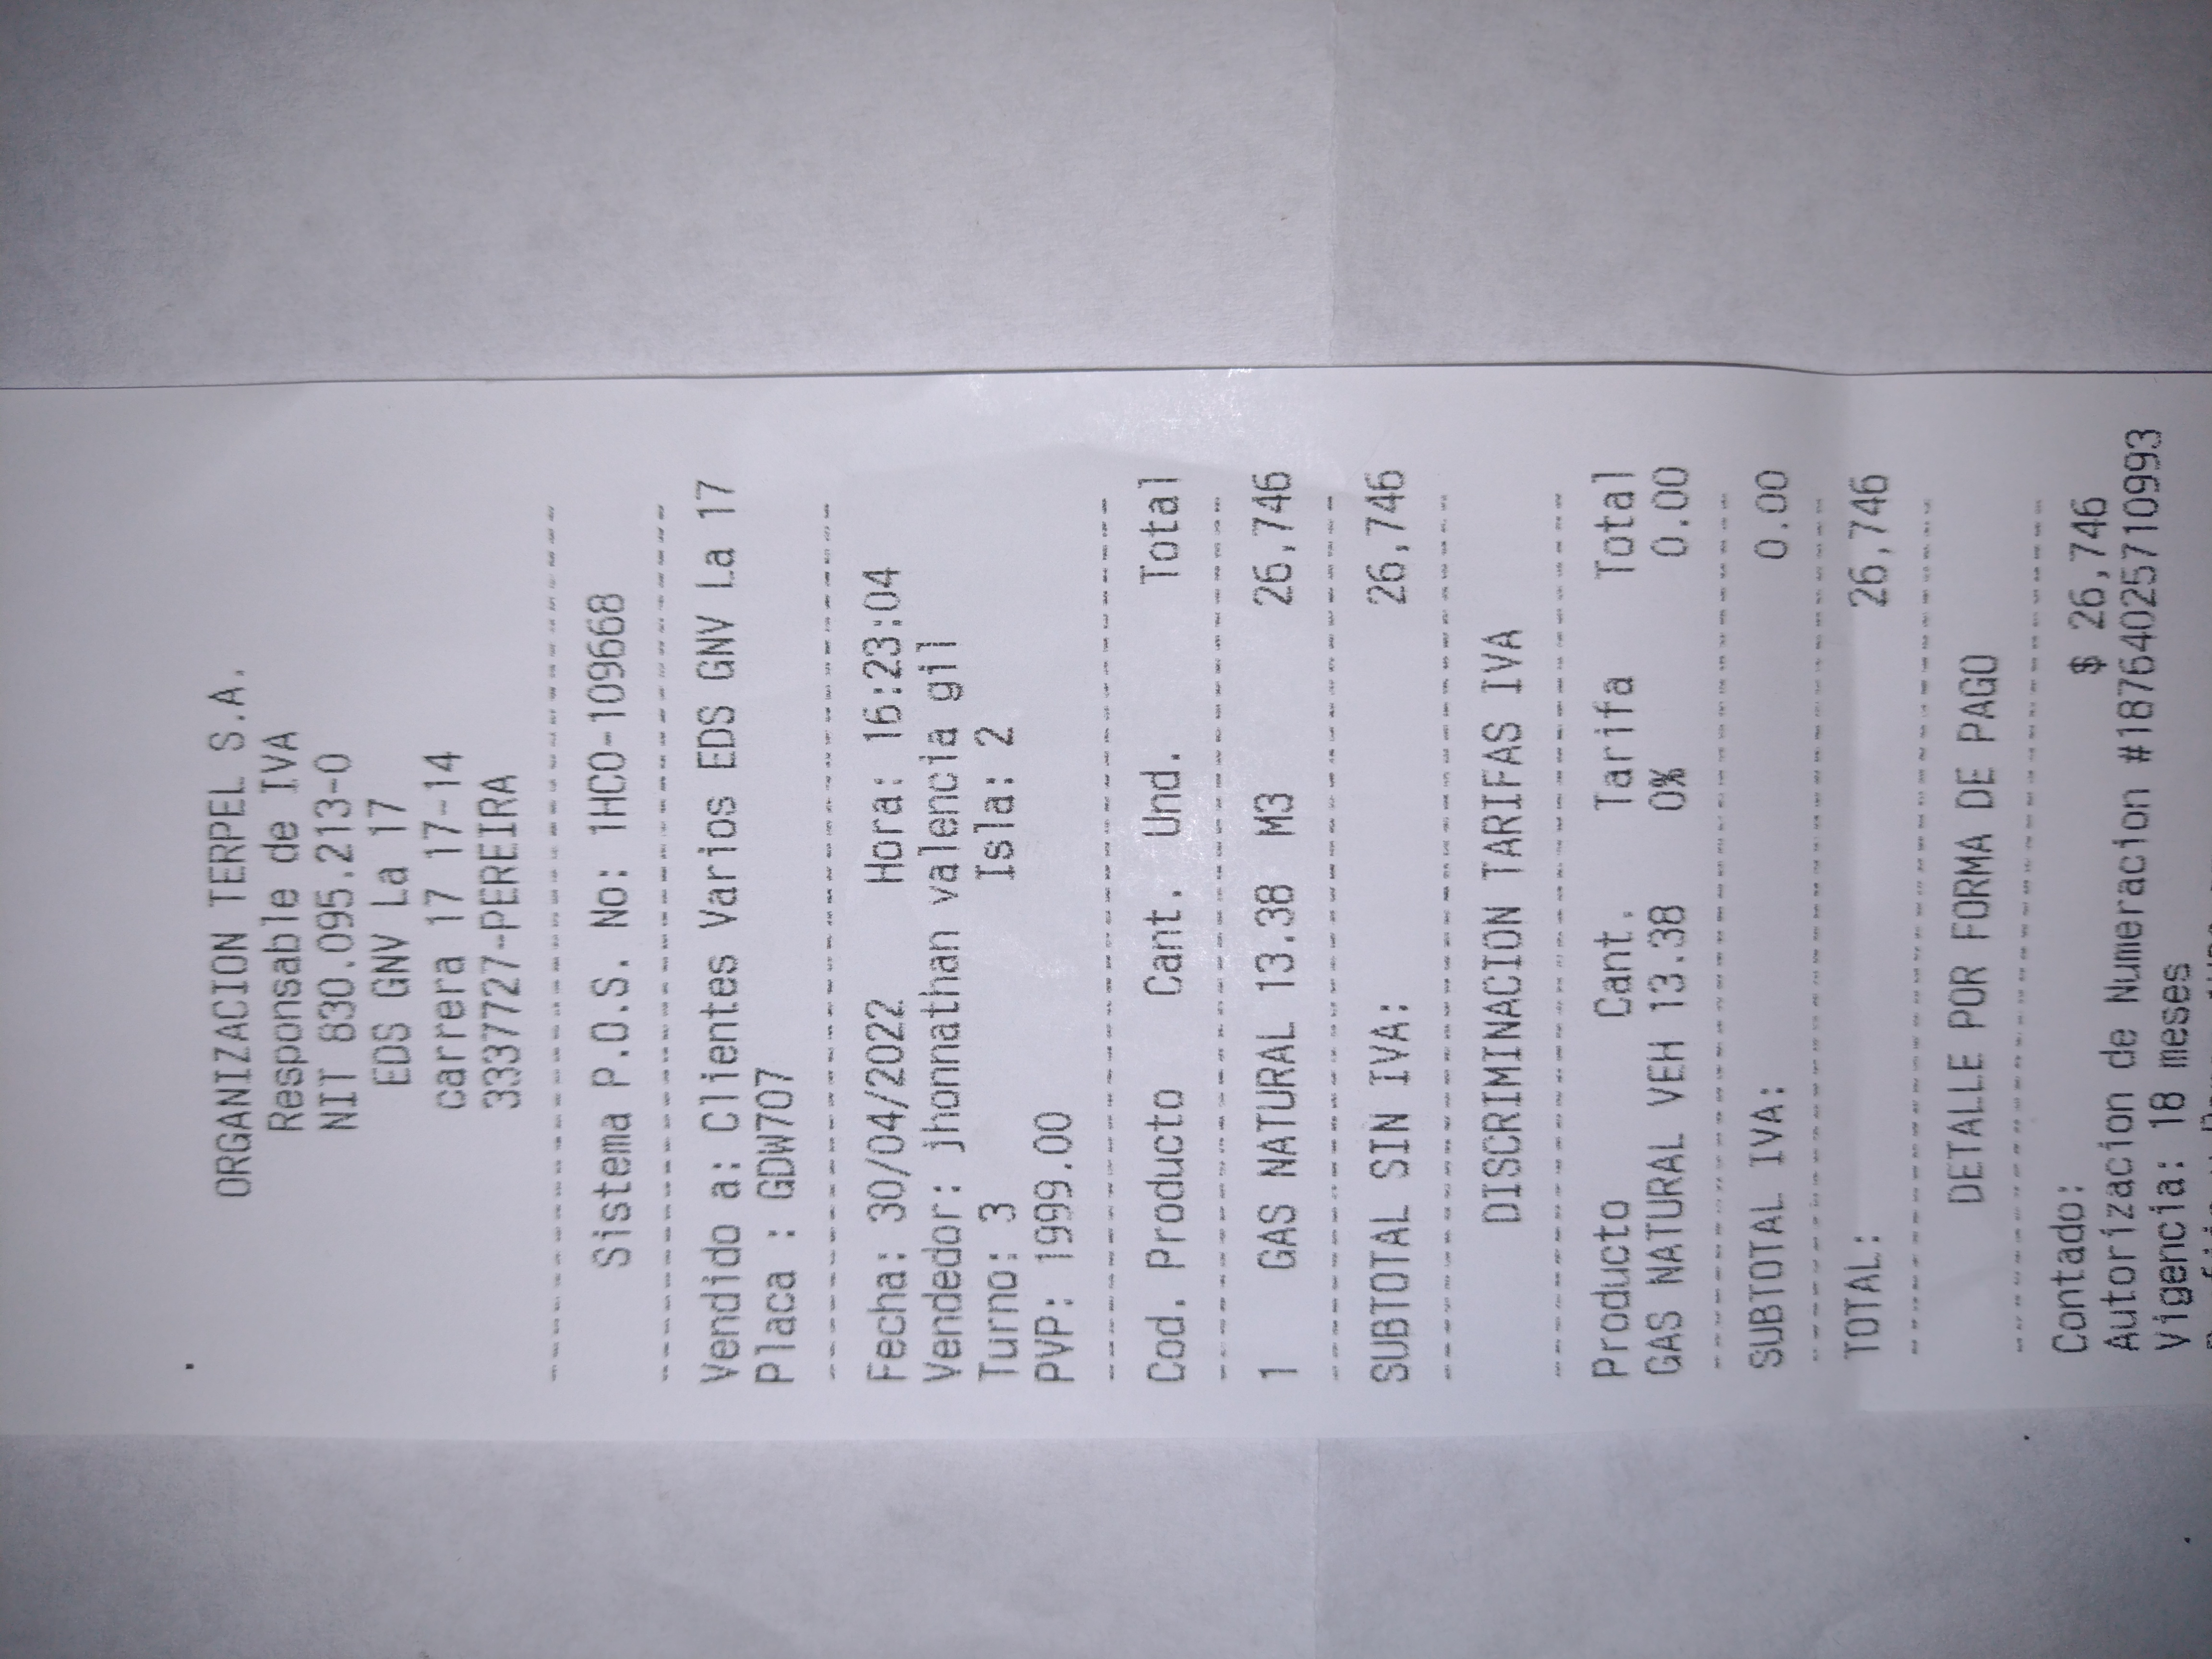 ORGANIZACION TERPEL S.A.
Responsable de IVA
NIT 830.095.213-0
EDS GNV La 17
carrera 17 17-14
3337727-PEREIRA
Sistema P.O.S. No: 1HCO-109668
Vendido a: Clientes Varios EDS GNV La 17
Placa : GDW707
Fecha: 30/04/2022 Hora: 16:23:04
Vendedor: jhonnathan valencia gil
Turno: 3 Isla: 2
PVP: 1999.00
Cod. Producto Cant. Und. Total
1 GAS NATURAL 13.38 M3 26,746
SUBTOTAL SIN IVA: 26,746
DISCRIMINACION TARIFAS IVA
Producto Cant. Tarifa Total
GAS NATURAL VEH 13.38 0% 0.00
SUBTOTAL IVA: 0.00
TOTAL: 26,746
DETALLE POR FORMA DE PAGO
Contado: $ 26,746
Autorizacion de Numeracion #18764025710993
Vigencia: 18 meses